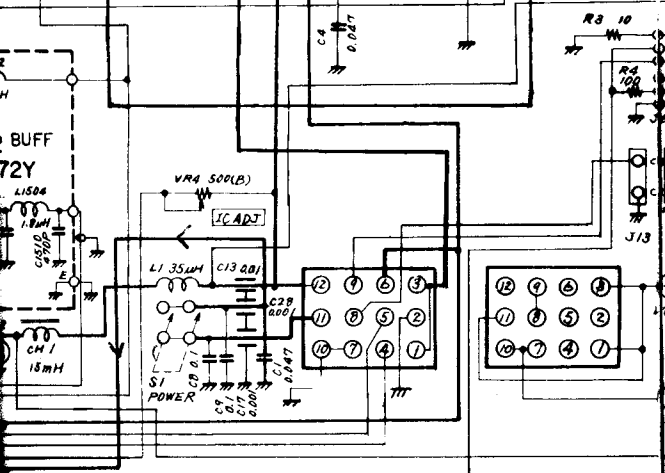 R3 10
C4
0.047
R4
100
H
BUFF
72Y
VR4 500(B)
L1504
1.8μH
C1510
470P
IC ADJ
J13
E
L1 35μH
C13 0.01
C28
0.001
12 9 6 3
11 8 5 2
10 7 4 1
12 9 6 3
11 8 5 2
10 7 4 1
CH1
15mH
S1
POWER
C8 0.1
C9
0.1
C17
0.001
0.047